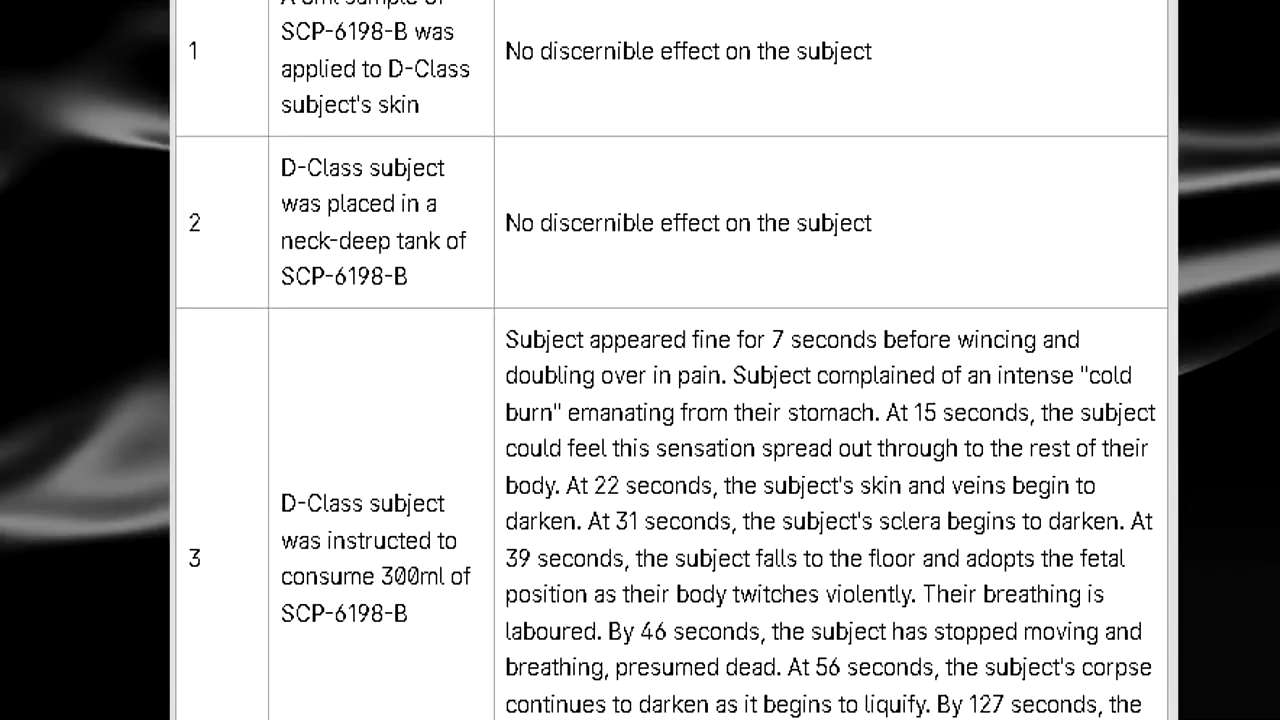 SCP-6198-B was
applied to D-Class
subject's skin
1
No discernible effect on the subject
D-Class subject
was placed in a
neck-deep tank of
SCP-6198-B
2
No discernible effect on the subject
3
D-Class subject
was instructed to
consume 300ml of
SCP-6198-B
Subject appeared fine for 7 seconds before wincing and
doubling over in pain. Subject complained of an intense "cold
burn" emanating from their stomach. At 15 seconds, the subject
could feel this sensation spread out through to the rest of their
body. At 22 seconds, the subject's skin and veins begin to
darken. At 31 seconds, the subject's sclera begins to darken. At
39 seconds, the subject falls to the floor and adopts the fetal
position as their body twitches violently. Their breathing is
laboured. By 46 seconds, the subject has stopped moving and
breathing, presumed dead. At 56 seconds, the subject's corpse
continues to darken as it begins to liquify. By 127 seconds, the